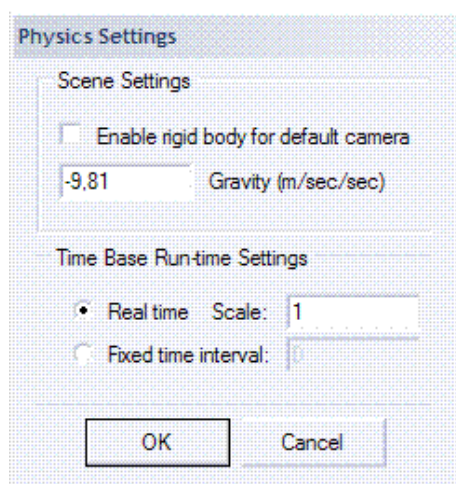 Physics Settings
Scene Settings
Enable rigid body for default camera
-9,81 Gravity (m/sec/sec)
Time Base Run-time Settings
Real time Scale: 1
Fixed time interval: 0
OK Cancel